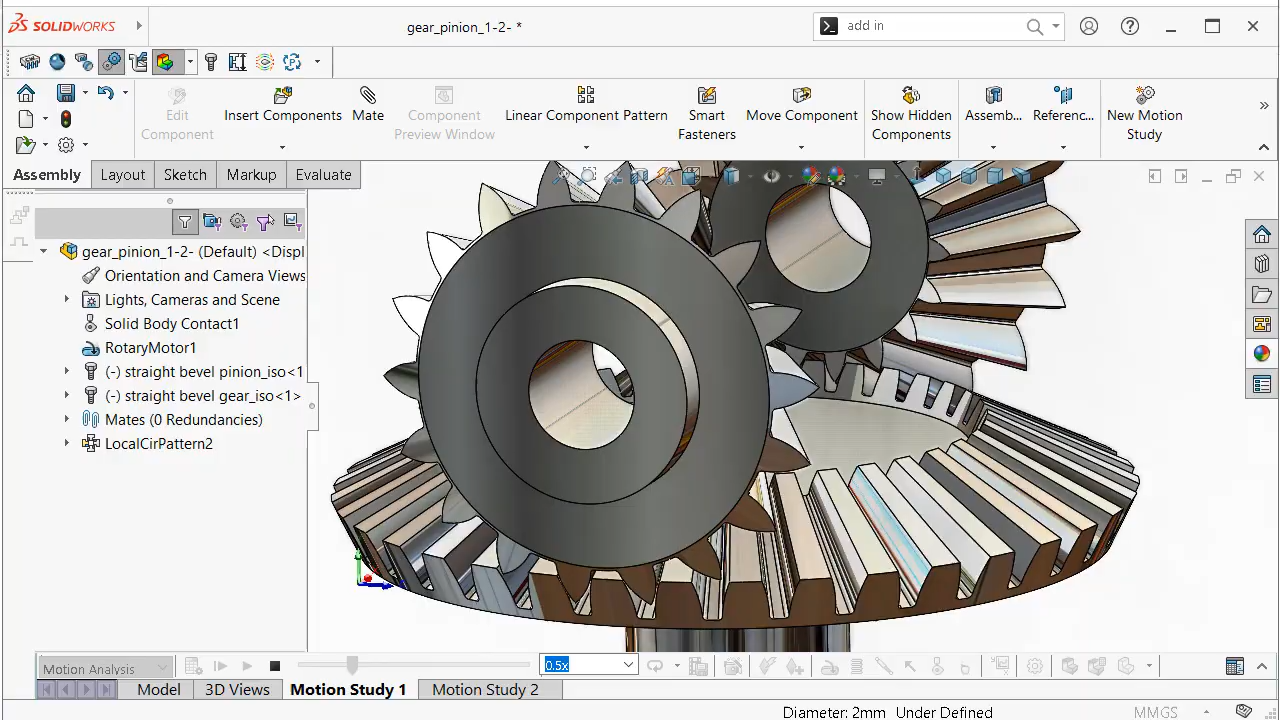 SOLIDWORKS
gear_pinion_1-2- *
add in
Edit Component
Insert Components
Mate
Component Preview Window
Linear Component Pattern
Smart Fasteners
Move Component
Show Hidden Components
Assemb...
Referenc...
New Motion Study
Assembly
Layout
Sketch
Markup
Evaluate
gear_pinion_1-2- (Default) <Displ
Orientation and Camera Views
Lights, Cameras and Scene
Solid Body Contact1
RotaryMotor1
(-) straight bevel pinion_iso<1
(-) straight bevel gear_iso<1>
Mates (0 Redundancies)
LocalCirPattern2
Motion Analysis
0.5x
Model
3D Views
Motion Study 1
Motion Study 2
Diameter: 2mm Under Defined
MMGS